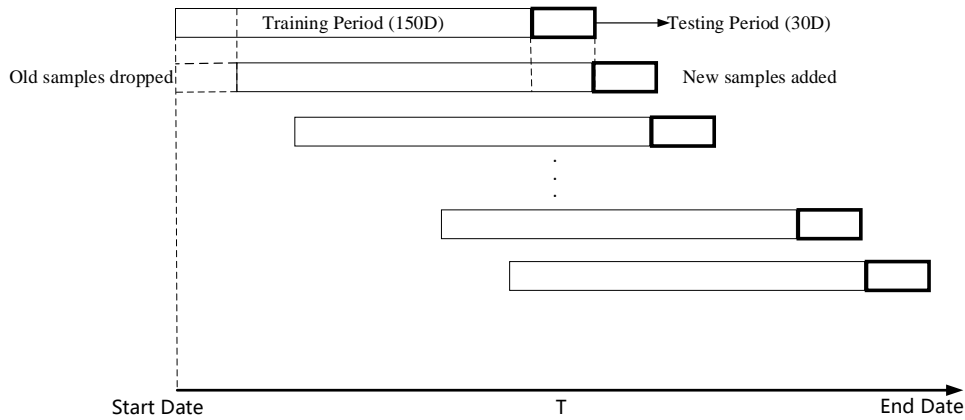 Training Period (150D)
Testing Period (30D)
Old samples dropped
New samples added
Start Date
T
End Date